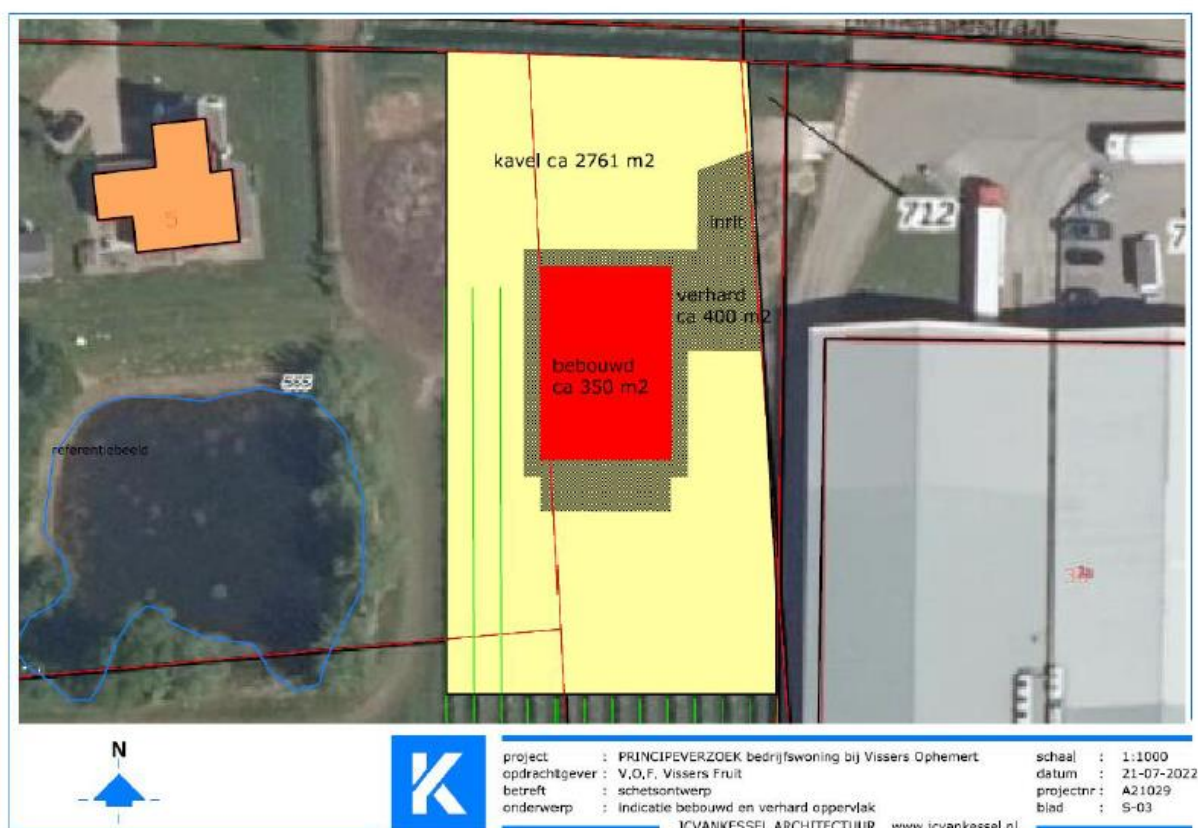 kavel ca 2761 m2
712
inrit
verhard
ca 400 m2
5
bebouwd
ca 350 m2
555
referentiebeeld
N
K
project : PRINCIPEVERZOEK bedrijfswoning bij Vissers Ophemert
opdrachtgever : V.O.F. Vissers Fruit
betreft : schetsontwerp
onderwerp : indicatie bebouwd en verhard oppervlak
schaal : 1:1000
datum : 21-07-2022
projectnr : A21029
blad : S-03
JCVANKESSEL ARCHITECTUUR www.jcvankessel.nl